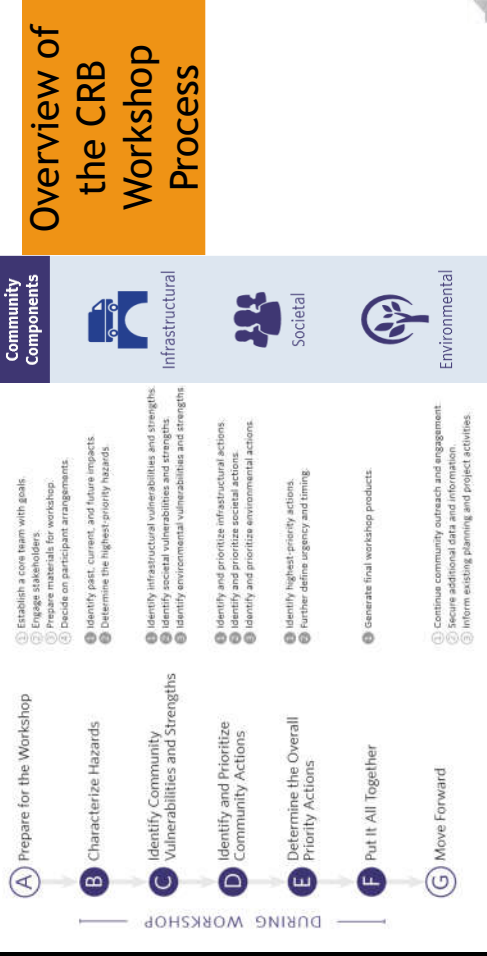 Overview of
the CRB
Workshop
Process
A Prepare for the Workshop
1 Establish a core team with goals.
2 Engage stakeholders.
3 Prepare materials for workshop.
4 Decide on participant arrangements.
B Characterize Hazards
1 Identify past, current, and future impacts.
2 Determine the highest-priority hazards.
C Identify Community
Vulnerabilities and Strengths
1 Identify infrastructural vulnerabilities and strengths.
2 Identify societal vulnerabilities and strengths.
3 Identify environmental vulnerabilities and strengths.
D Identify and Prioritize
Community Actions
1 Identify and prioritize infrastructural actions.
2 Identify and prioritize societal actions.
3 Identify and prioritize environmental actions.
E Determine the Overall
Priority Actions
1 Identify highest-priority actions.
2 Further define urgency and timing.
F Put It All Together
1 Generate final workshop products.
G Move Forward
1 Continue community outreach and engagement.
2 Secure additional data and information.
3 Inform existing planning and project activities.
DURING WORKSHOP
Community
Components
Infrastructural
Societal
Environmental